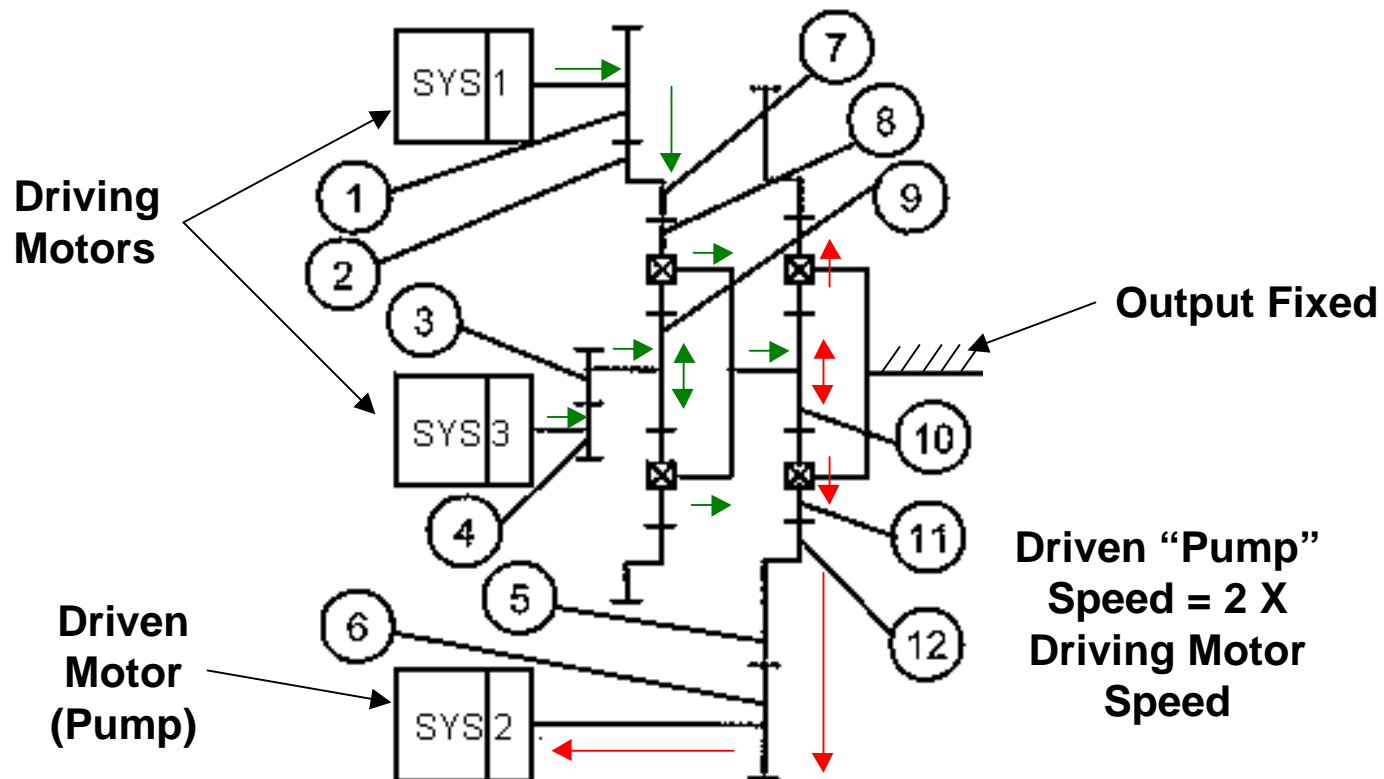 SYS 1
7
8
1
9
Driving
Motors
2
3
Output Fixed
SYS 3
10
4
11
5
Driven “Pump”
Speed = 2 X
Driving Motor
Speed
6
12
Driven
Motor
(Pump)
SYS 2